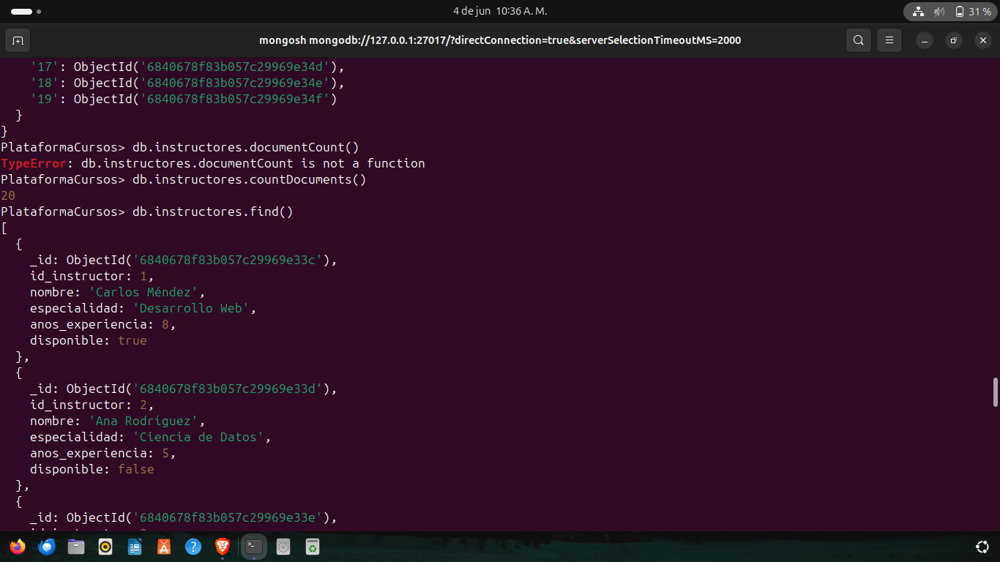 4 de jun 10:36 A. M.
31 %
mongosh mongodb://127.0.0.1:27017/?directConnection=true&serverSelectionTimeoutMS=2000
'17': ObjectId('6840678f83b057c29969e34d'),
'18': ObjectId('6840678f83b057c29969e34e'),
'19': ObjectId('6840678f83b057c29969e34f')
}
}
PlataformaCursos> db.instructores.documentCount()
TypeError: db.instructores.documentCount is not a function
PlataformaCursos> db.instructores.countDocuments()
20
PlataformaCursos> db.instructores.find()
[
{
_id: ObjectId('6840678f83b057c29969e33c'),
id_instructor: 1,
nombre: 'Carlos Méndez',
especialidad: 'Desarrollo Web',
anos_experiencia: 8,
disponible: true
},
{
_id: ObjectId('6840678f83b057c29969e33d'),
id_instructor: 2,
nombre: 'Ana Rodríguez',
especialidad: 'Ciencia de Datos',
anos_experiencia: 5,
disponible: false
},
{
_id: ObjectId('6840678f83b057c29969e33e'),